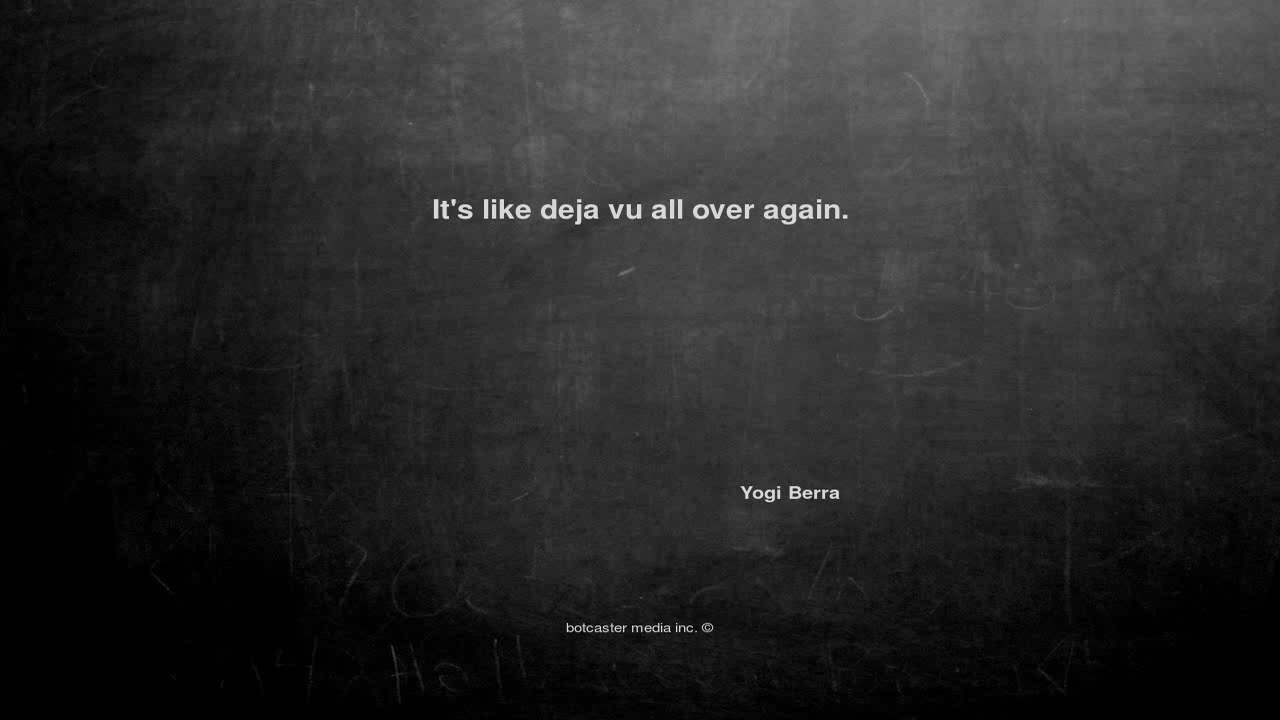 It's like deja vu all over again.
Yogi Berra
botcaster media inc. ©